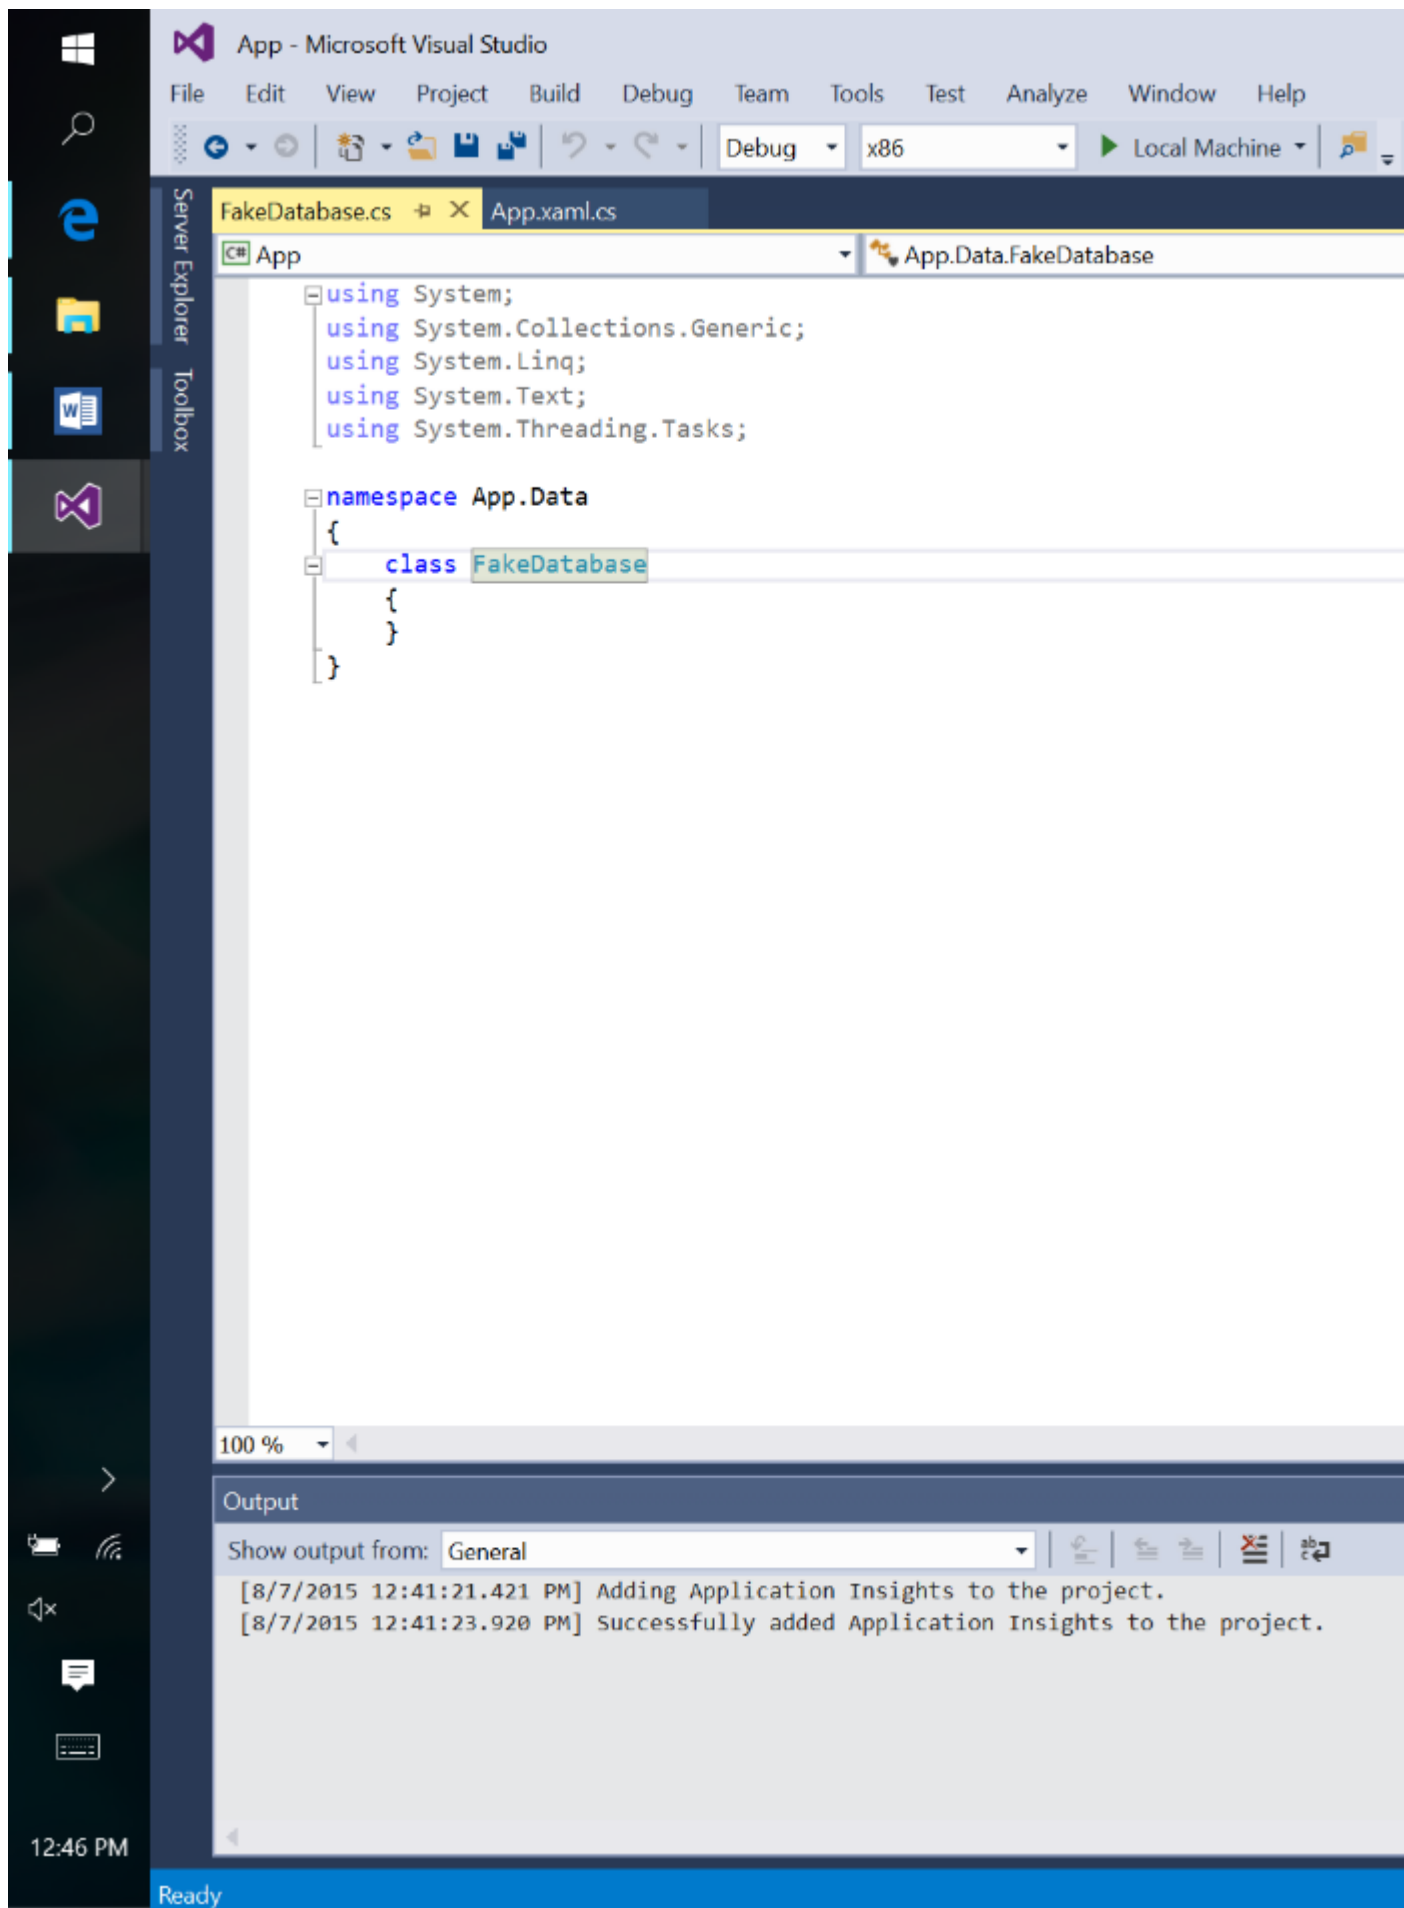 App - Microsoft Visual Studio
File Edit View Project Build Debug Team Tools Test Analyze Window Help
Debug x86 Local Machine
Server Explorer
Toolbox
FakeDatabase.cs App.xaml.cs
C# App App.Data.FakeDatabase
using System;
using System.Collections.Generic;
using System.Linq;
using System.Text;
using System.Threading.Tasks;
namespace App.Data
{
class FakeDatabase
{
}
}
100 %
Output
Show output from: General
[8/7/2015 12:41:21.421 PM] Adding Application Insights to the project.
[8/7/2015 12:41:23.920 PM] Successfully added Application Insights to the project.
12:46 PM
Ready